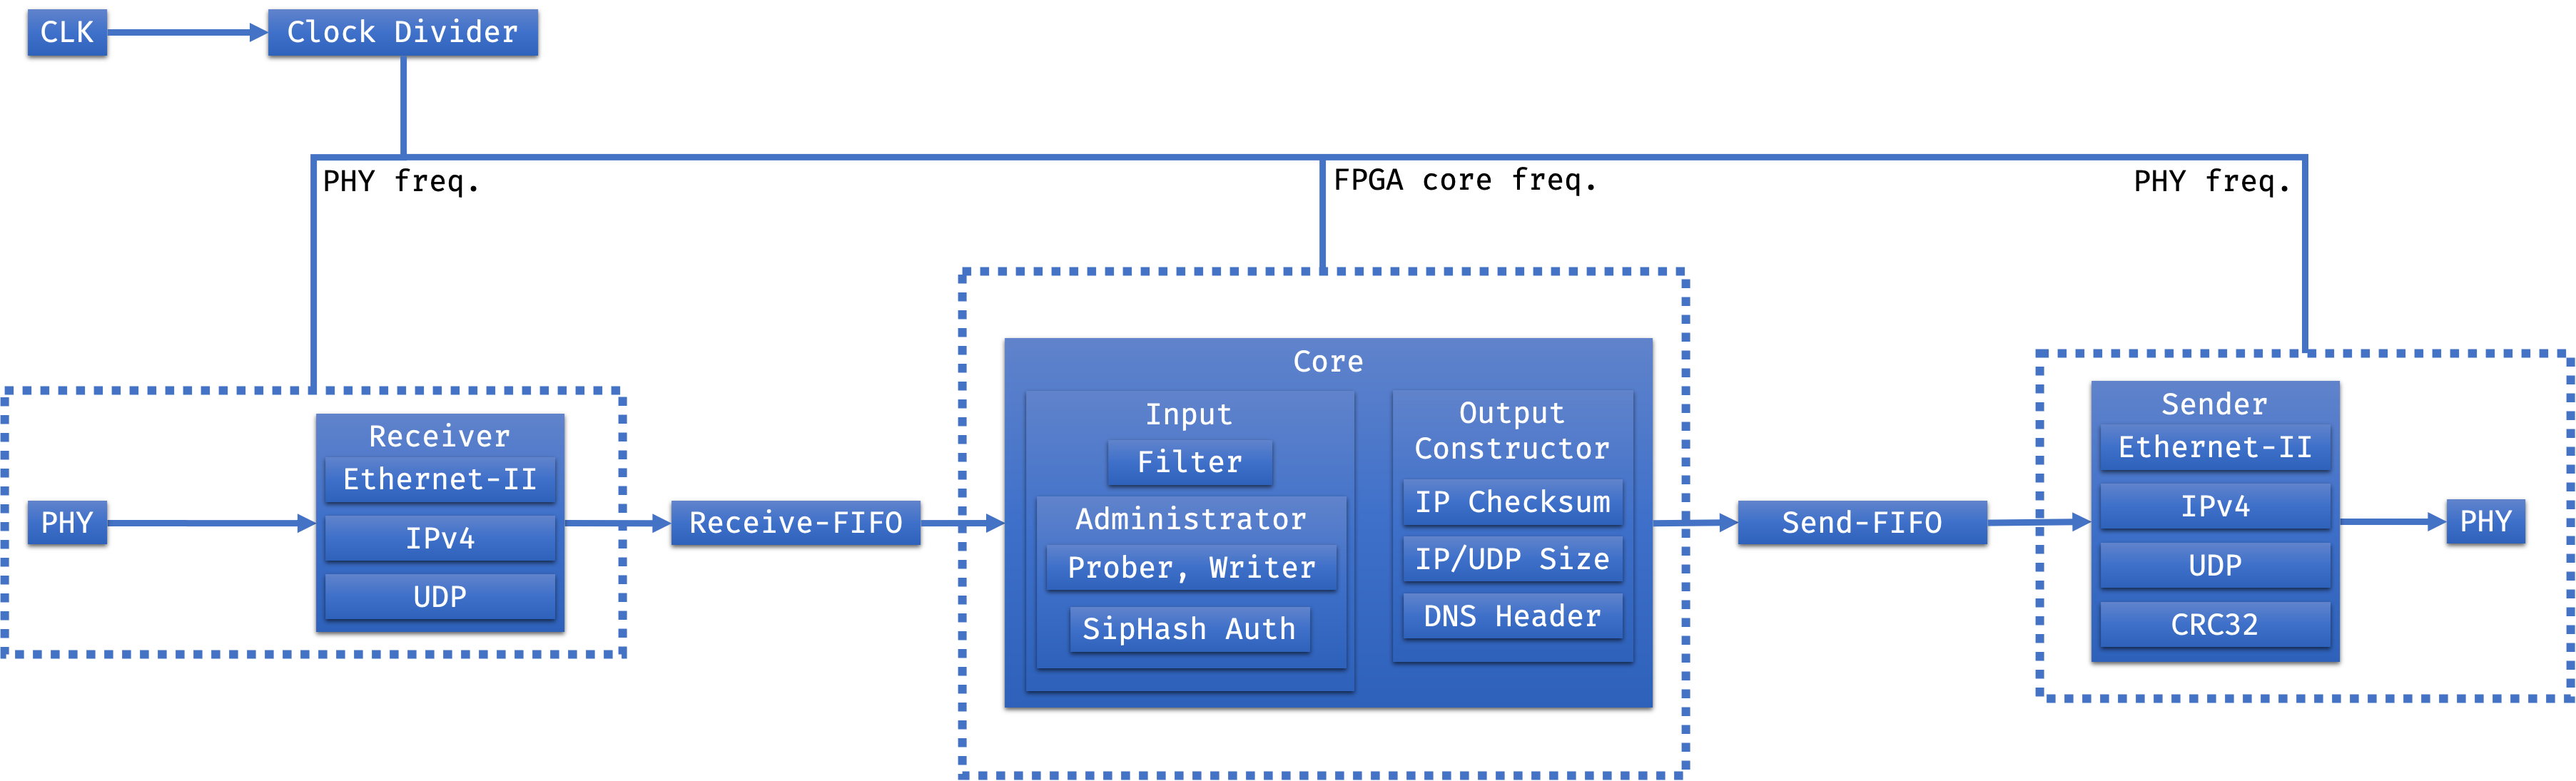 CLK
Clock Divider
PHY freq.
FPGA core freq.
PHY freq.
PHY
Receiver
Ethernet-II
IPv4
UDP
Receive-FIFO
Core
Input
Filter
Administrator
Prober, Writer
SipHash Auth
Output
Constructor
IP Checksum
IP/UDP Size
DNS Header
Send-FIFO
Sender
Ethernet-II
IPv4
UDP
CRC32
PHY